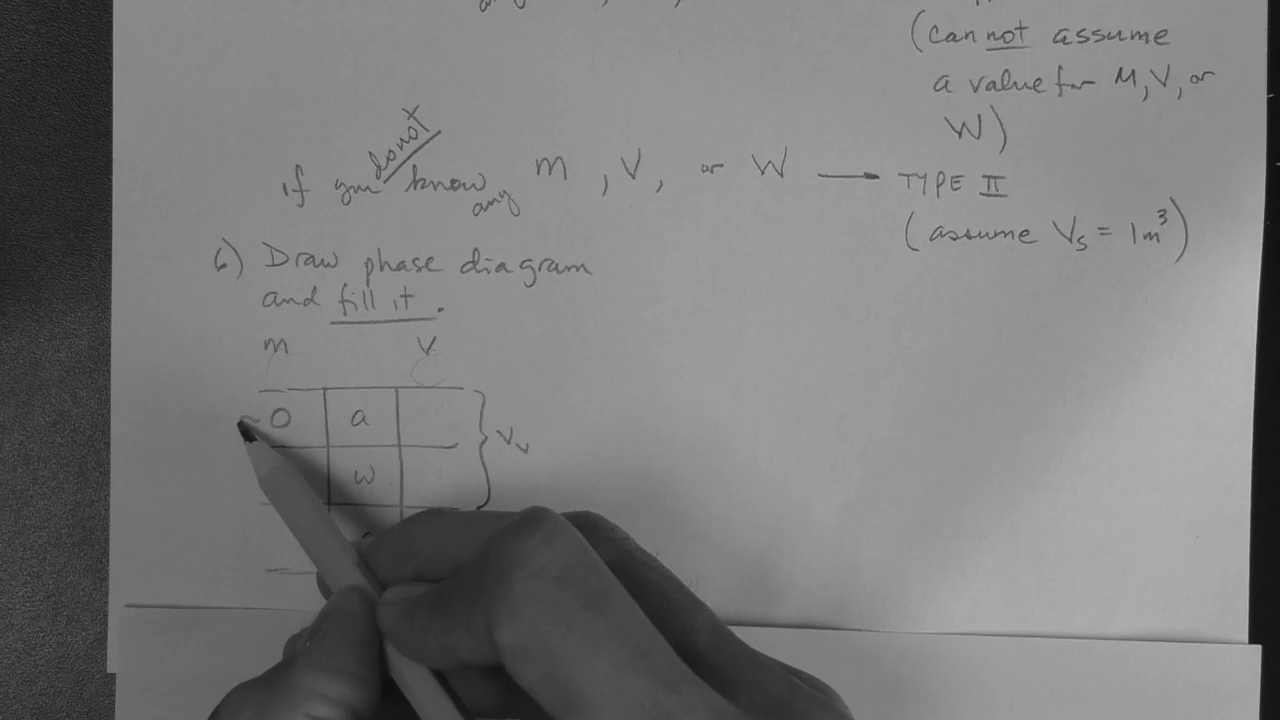 (can not assume
a value for M, V, or
W)
If you do not know any m, V, or W → TYPE II
(assume Vs = 1m³)
6) Draw phase diagram
and fill it.
m V
~0 a
Vv
w